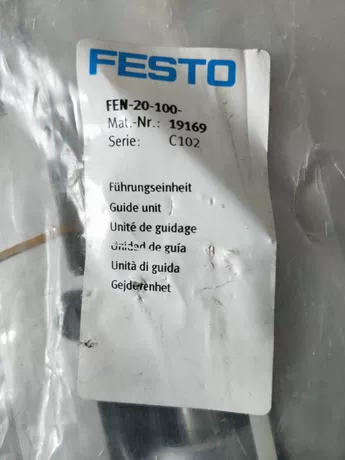 FESTO
FEN-20-100-
Mat.-Nr.: 19169
Serie: C102
Führungseinheit
Guide unit
Unité de guidage
Unidad de guía
Unità di guida
Gejderenhet